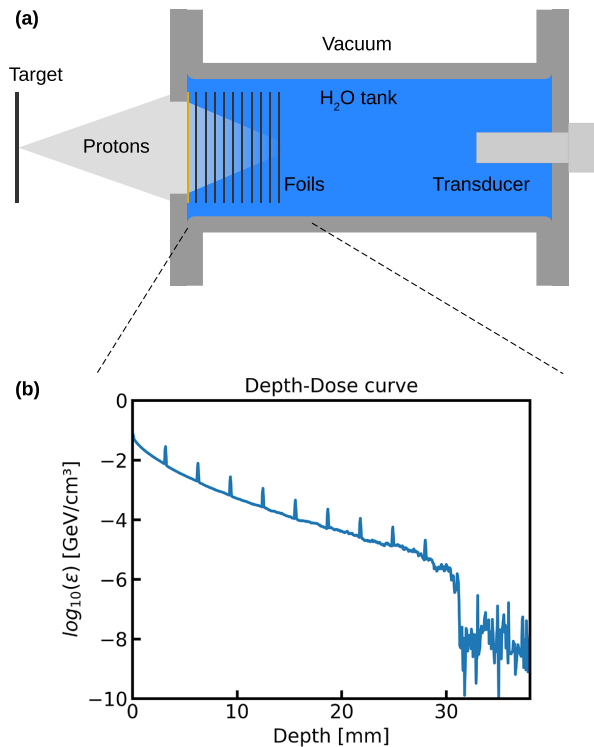 (a)
Vacuum
Target
H₂O tank
Protons
Foils
Transducer
(b)
Depth-Dose curve
0
−2
−4
−6
−8
−10
log₁₀(ε) [GeV/cm³]
0 10 20 30
Depth [mm]